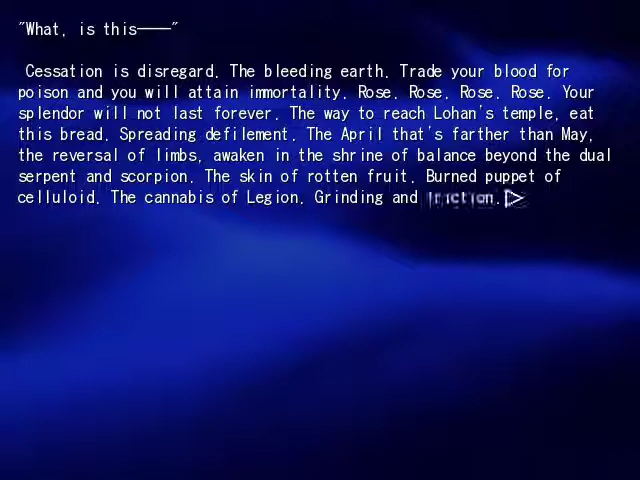 "What, is this——"
Cessation is disregard. The bleeding earth. Trade your blood for
poison and you will attain immortality. Rose. Rose, Rose. Rose. Your
splendor will not last forever. The way to reach Lohan's temple, eat
this bread. Spreading defilement. The April that's farther than May,
the reversal of limbs, awaken in the shrine of balance beyond the dual
serpent and scorpion. The skin of rotten fruit. Burned puppet of
celluloid. The cannabis of Legion. Grinding and friction.